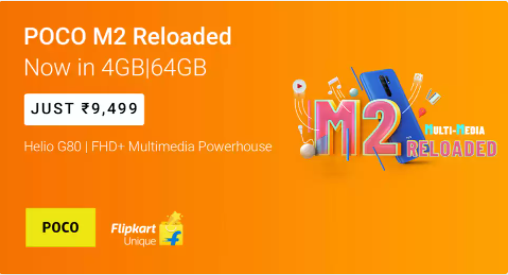 POCO M2 Reloaded
Now in 4GB|64GB
JUST ₹9,499
Helio G80 | FHD+ Multimedia Powerhouse
M2
MULTI-MEDIA
RELOADED
POCO
Flipkart
Unique